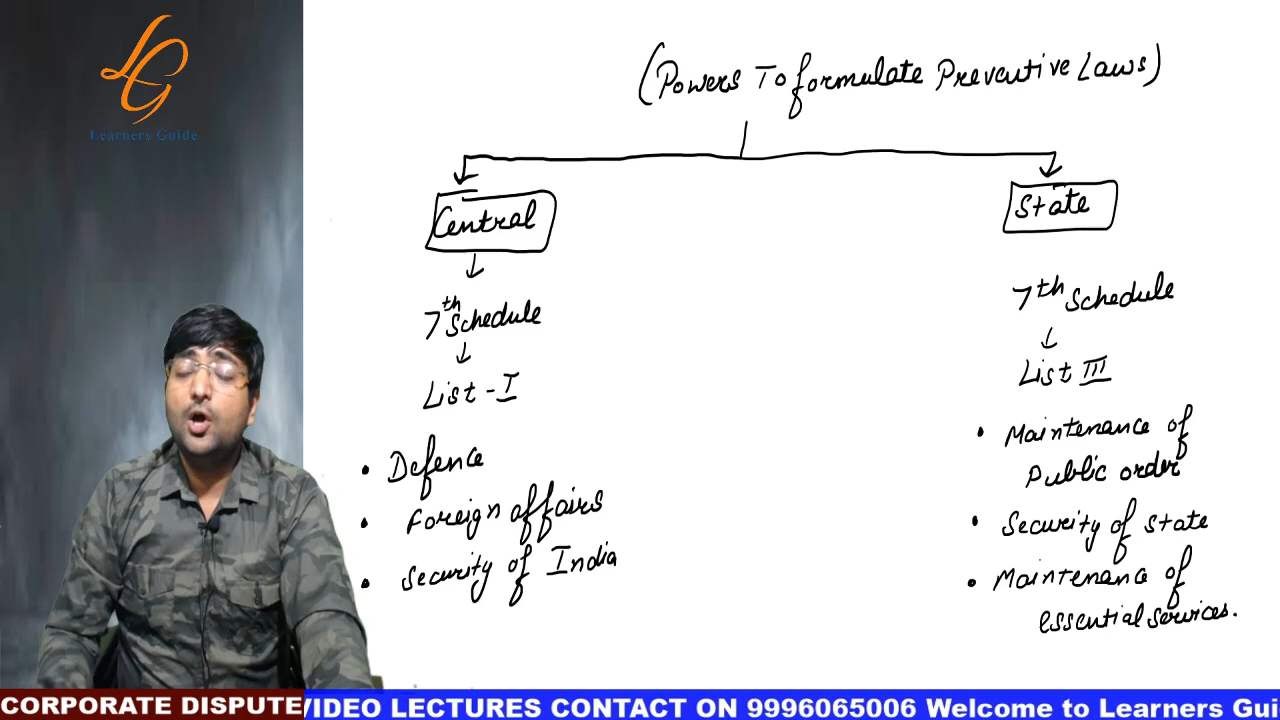 LG
Learners Guide
(Powers To formulate Preventive Laws)
Central
State
7th Schedule
List - I
• Defence
• Foreign affairs
• Security of India
7th Schedule
List III
• Maintenance of
Public order
• Security of State
• Maintenance of
essential services.
CORPORATE DISPUTE
VIDEO LECTURES CONTACT ON 9996065006 Welcome to Learners Gui